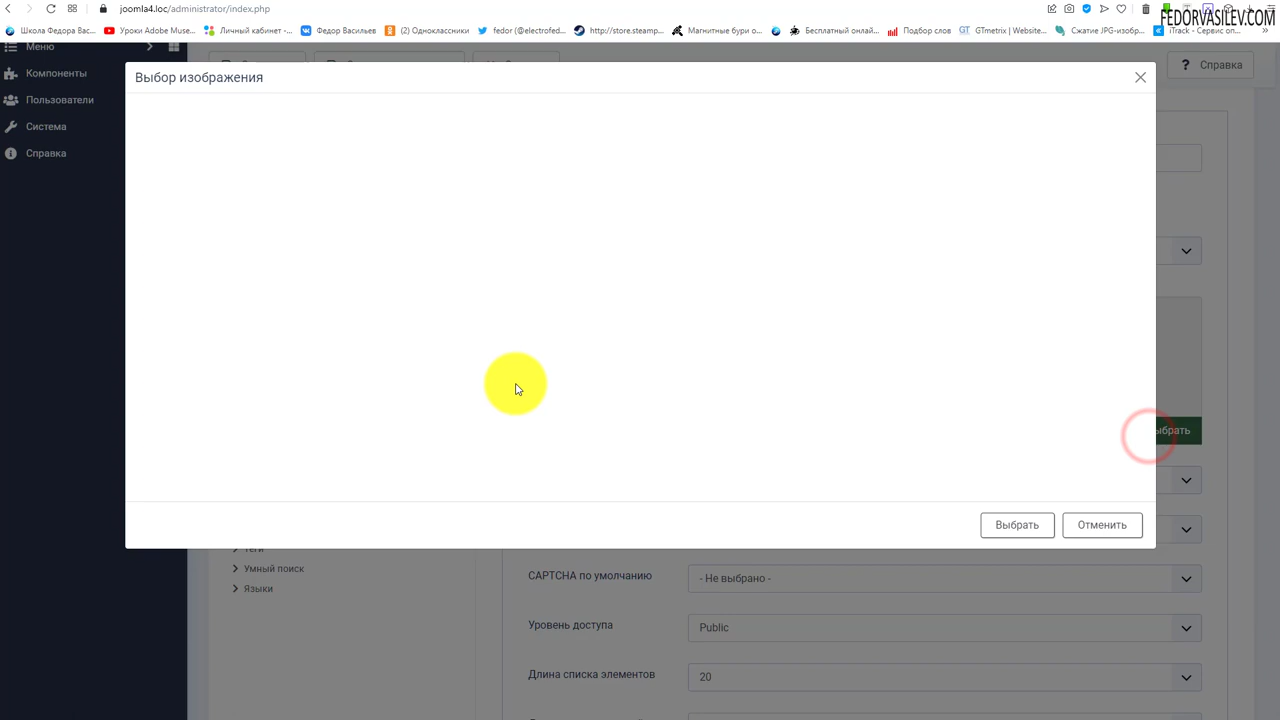 joomla4.loc/administrator/index.php
FEDORVASILEV.COM
Школа Федора Вас...
Уроки Adobe Muse...
Личный кабинет -...
Федор Васильев
(2) Одноклассники
fedor (@electrofed...
http://store.steamp...
Магнитные бури о...
Бесплатный онлай...
Подбор слов
GTmetrix | Website...
Сжатие JPG-изобр...
iTrack - Сервис оп...
Меню
Компоненты
Пользователи
Система
Справка
Справка
Выбор изображения
ыбрать
Выбрать
Отменить
Теги
Умный поиск
Языки
CAPTCHA по умолчанию
- Не выбрано -
Уровень доступа
Public
Длина списка элементов
20